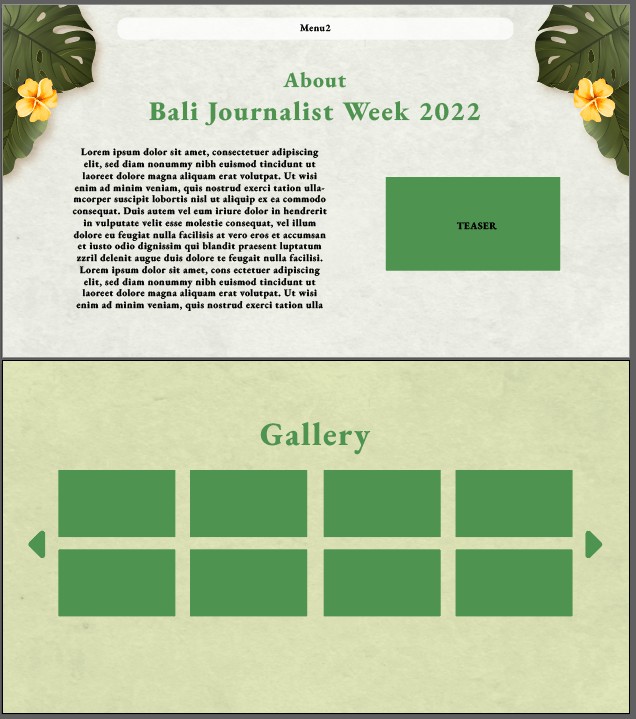 Menu2
About
Bali Journalist Week 2022
Lorem ipsum dolor sit amet, consectetuer adipiscing
elit, sed diam nonummy nibh euismod tincidunt ut
laoreet dolore magna aliquam erat volutpat. Ut wisi
enim ad minim veniam, quis nostrud exerci tation ulla-
mcorper suscipit lobortis nisl ut aliquip ex ea commodo
consequat. Duis autem vel eum iriure dolor in hendrerit
in vulputate velit esse molestie consequat, vel illum
dolore eu feugiat nulla facilisis at vero eros et accumsan
et iusto odio dignissim qui blandit praesent luptatum
zzril delenit augue duis dolore te feugait nulla facilisi.
Lorem ipsum dolor sit amet, cons ectetuer adipiscing
elit, sed diam nonummy nibh euismod tincidunt ut
laoreet dolore magna aliquam erat volutpat. Ut wisi
enim ad minim veniam, quis nostrud exerci tation ulla
TEASER
Gallery